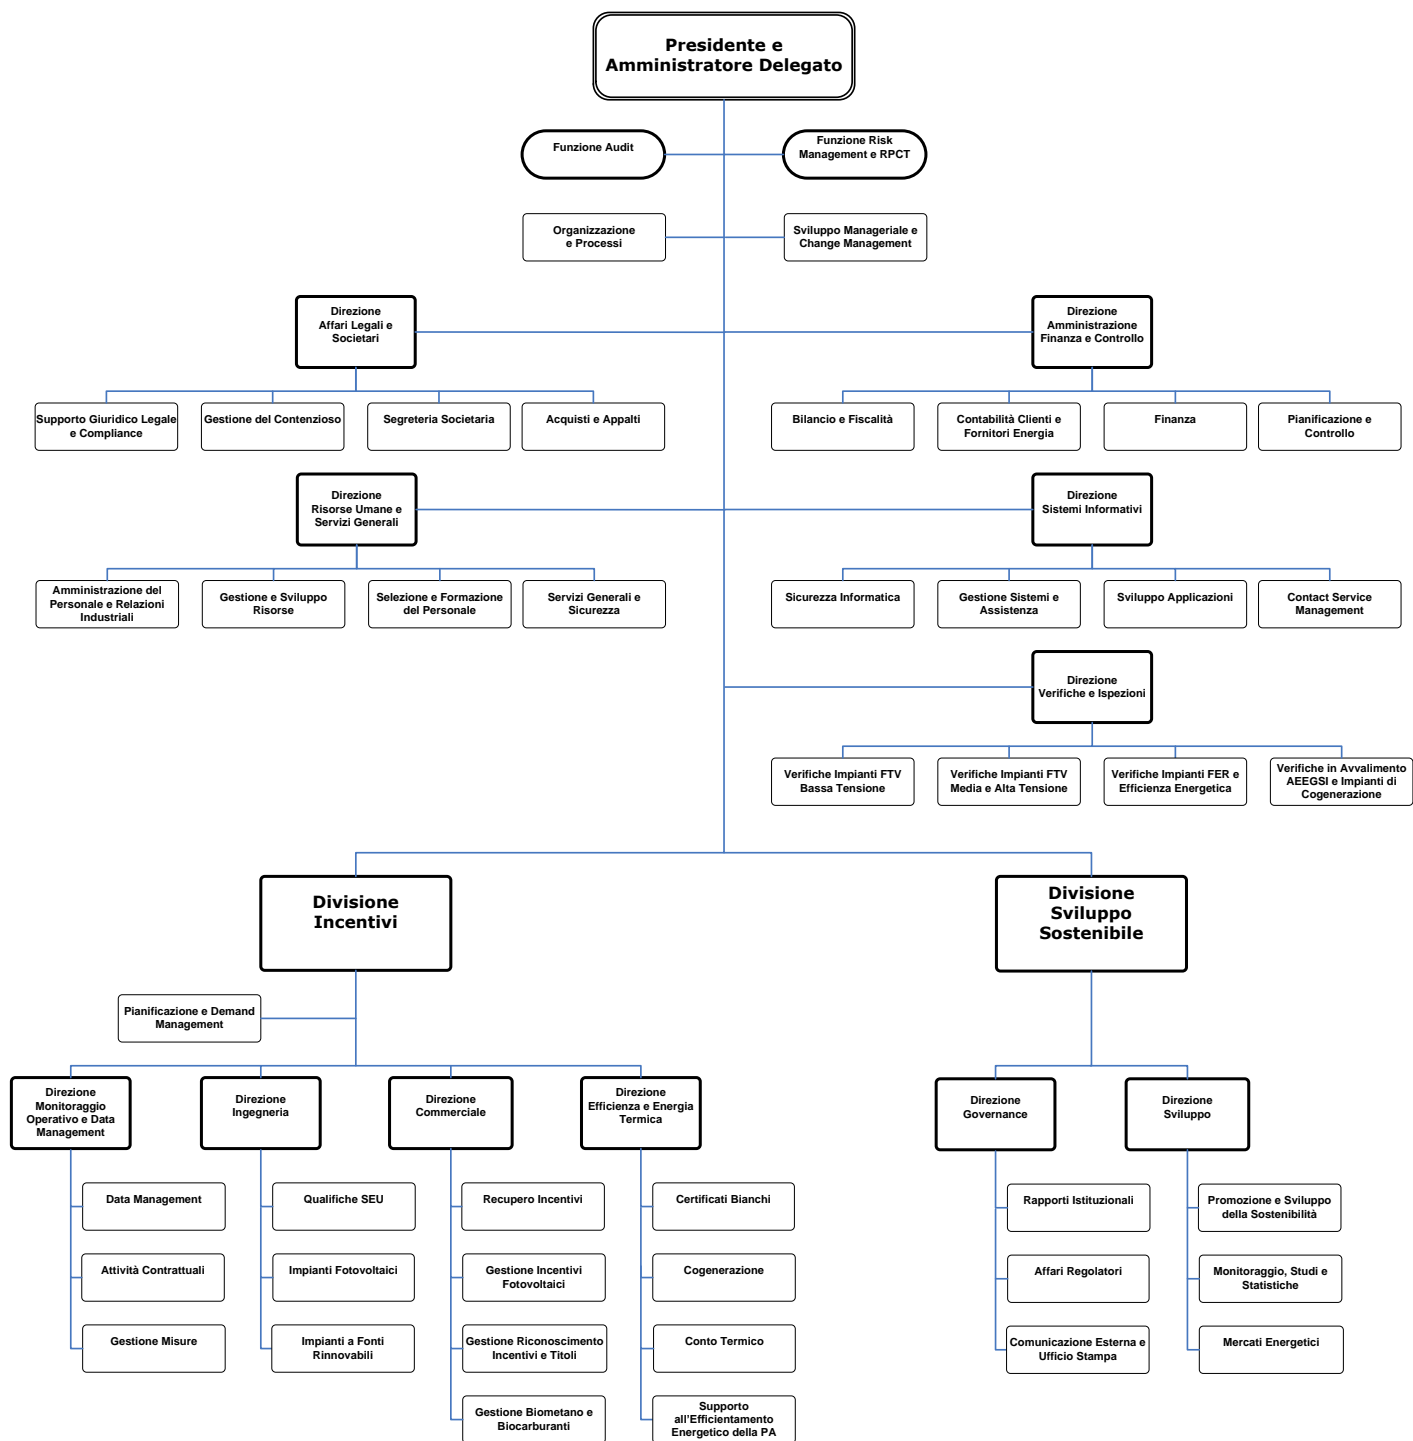 Presidente e
Amministratore Delegato
Funzione Audit
Funzione Risk
Management e RPCT
Organizzazione
e Processi
Sviluppo Manageriale e
Change Management
Direzione
Affari Legali e
Societari
Direzione
Amministrazione
Finanza e Controllo
Supporto Giuridico Legale
e Compliance
Gestione del Contenzioso
Segreteria Societaria
Acquisti e Appalti
Bilancio e Fiscalità
Contabilità Clienti e
Fornitori Energia
Finanza
Pianificazione e
Controllo
Direzione
Risorse Umane e
Servizi Generali
Direzione
Sistemi Informativi
Amministrazione del
Personale e Relazioni
Industriali
Gestione e Sviluppo
Risorse
Selezione e Formazione
del Personale
Servizi Generali e
Sicurezza
Sicurezza Informatica
Gestione Sistemi e
Assistenza
Sviluppo Applicazioni
Contact Service
Management
Direzione
Verifiche e Ispezioni
Verifiche Impianti FTV
Bassa Tensione
Verifiche Impianti FTV
Media e Alta Tensione
Verifiche Impianti FER e
Efficienza Energetica
Verifiche in Avvalimento
AEEGSI e Impianti di
Cogenerazione
Divisione
Incentivi
Divisione
Sviluppo
Sostenibile
Pianificazione e Demand
Management
Direzione
Monitoraggio
Operativo e Data
Management
Direzione
Ingegneria
Direzione
Commerciale
Direzione
Efficienza e Energia
Termica
Direzione
Governance
Direzione
Sviluppo
Data Management
Attività Contrattuali
Gestione Misure
Qualifiche SEU
Impianti Fotovoltaici
Impianti a Fonti
Rinnovabili
Recupero Incentivi
Gestione Incentivi
Fotovoltaici
Gestione Riconoscimento
Incentivi e Titoli
Gestione Biometano e
Biocarburanti
Certificati Bianchi
Cogenerazione
Conto Termico
Supporto
all'Efficientamento
Energetico della PA
Rapporti Istituzionali
Affari Regolatori
Comunicazione Esterna e
Ufficio Stampa
Promozione e Sviluppo
della Sostenibilità
Monitoraggio, Studi e
Statistiche
Mercati Energetici